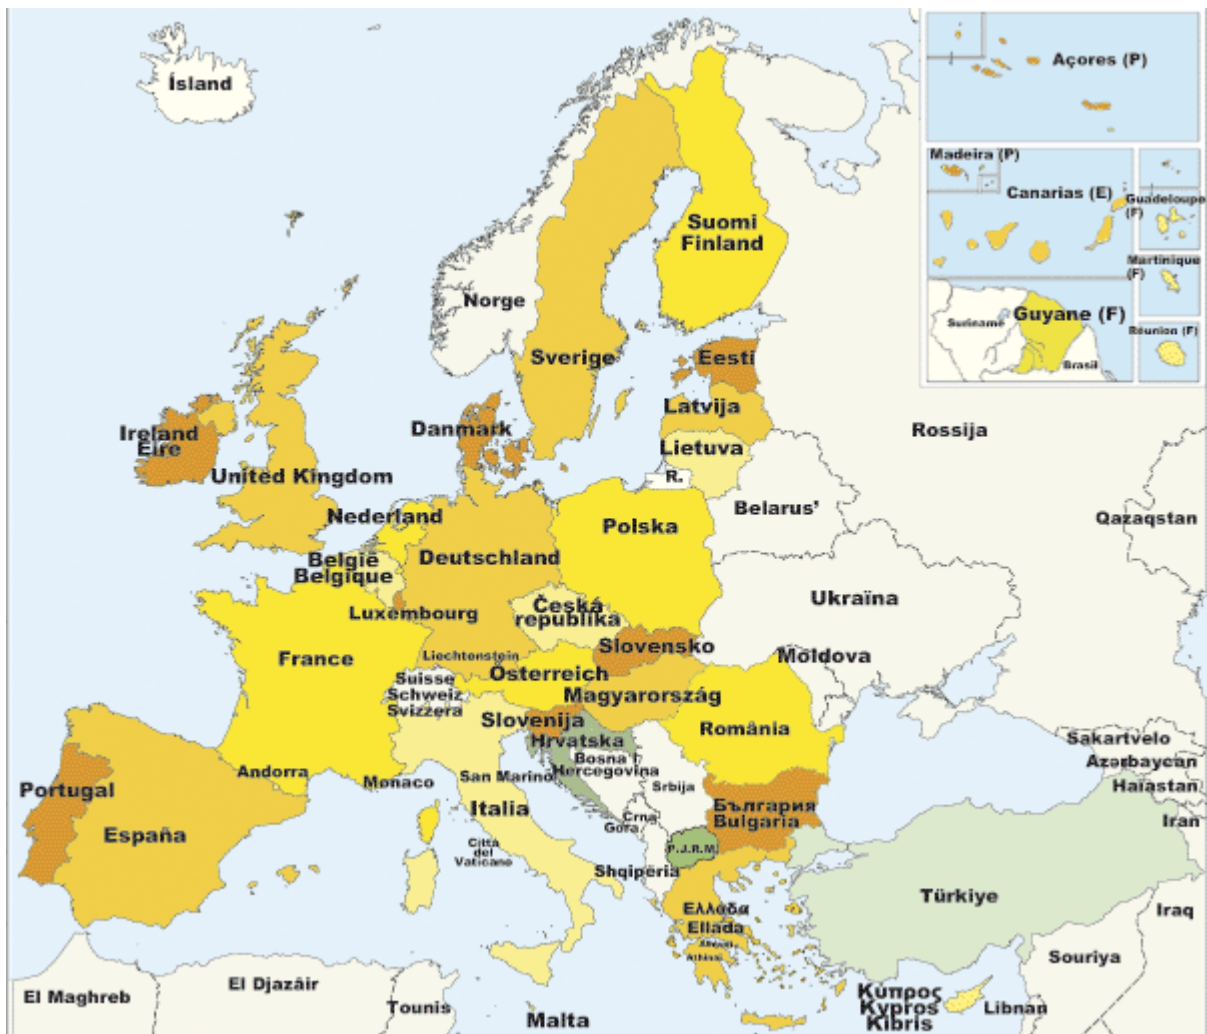 Ísland
Açores (P)
Madeira (P)
Canarias (E)
Guadeloupe
(F)
Martinique
(F)
Suriname
Guyane (F)
Brasil
Réunion (F)
Suomi
Finland
Norge
Sverige
Eesti
Latvija
Lietuva
R.
Rossija
Danmark
Ireland
Éire
United Kingdom
Nederland
Polska
Belarus'
Qazaqstan
België
Belgique
Deutschland
Luxembourg
Česká
republika
Ukraïna
Slovensko
Moldova
France
Liechtenstein
Österreich
Suisse
Schweiz
Svizzera
Magyarország
Slovenija
România
Hrvatska
Bosna i
Hercegovina
Sakartvelo
Azərbaycan
Haïastan
Iran
Andorra
Monaco
San Marino
Srbija
Portugal
España
Italia
Crna
Gora
България
Bulgaria
P.J.R.M.
Città
del
Vaticano
Shqipëria
Türkiye
Iraq
Ελλαδα
Ellada
Athinai
Souriya
El Maghreb
El Djazâir
Tounis
Malta
Κύπρος
Kypros
Kibris
Libnan